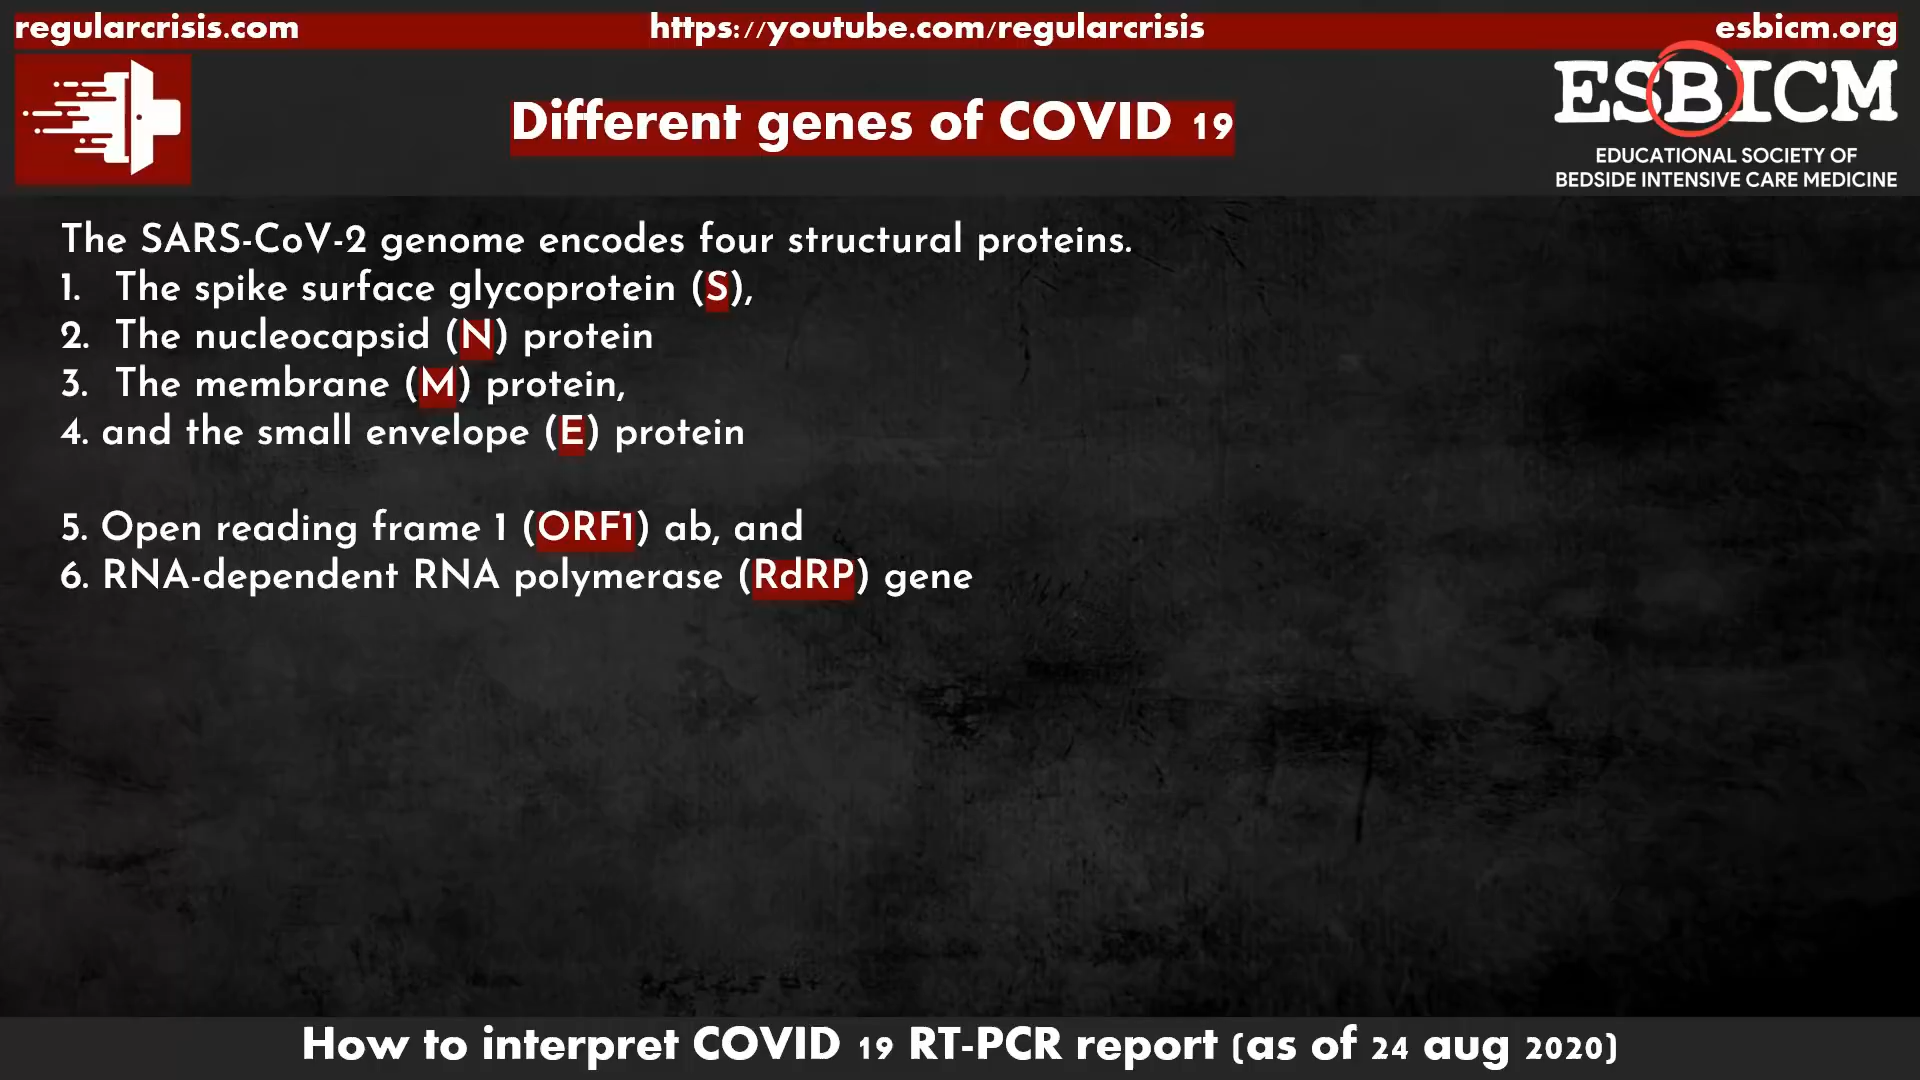 regularcrisis.com
https://youtube.com/regularcrisis
esbicm.org
ESBICM
EDUCATIONAL SOCIETY OF
BEDSIDE INTENSIVE CARE MEDICINE
Different genes of COVID 19
The SARS-CoV-2 genome encodes four structural proteins.
1. The spike surface glycoprotein (S),
2. The nucleocapsid (N) protein
3. The membrane (M) protein,
4. and the small envelope (E) protein
5. Open reading frame 1 (ORF1) ab, and
6. RNA-dependent RNA polymerase (RdRP) gene
How to interpret COVID 19 RT-PCR report (as of 24 aug 2020)